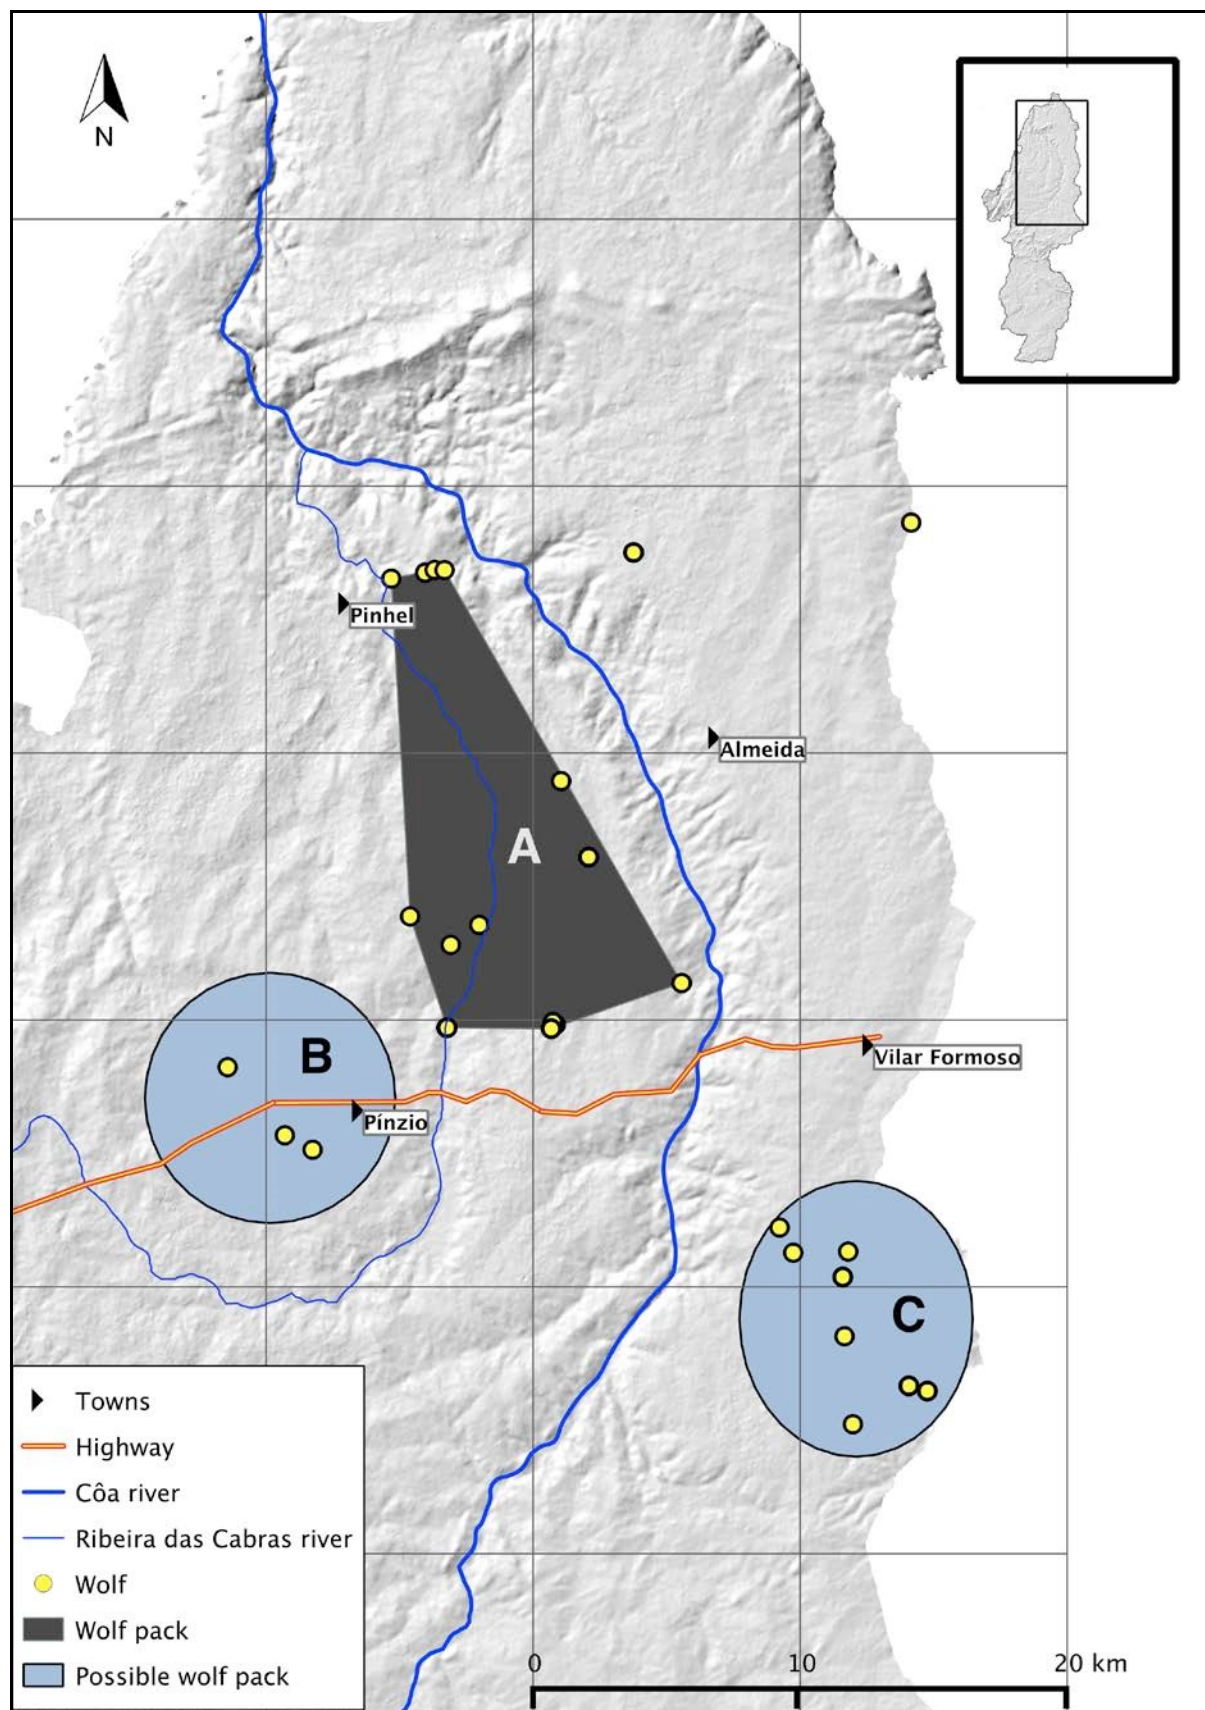 N
Pinhel
Almeida
A
B
Vilar Formoso
Pínzio
C
Towns
Highway
Côa river
Ribeira das Cabras river
Wolf
Wolf pack
Possible wolf pack
0 10 20 km